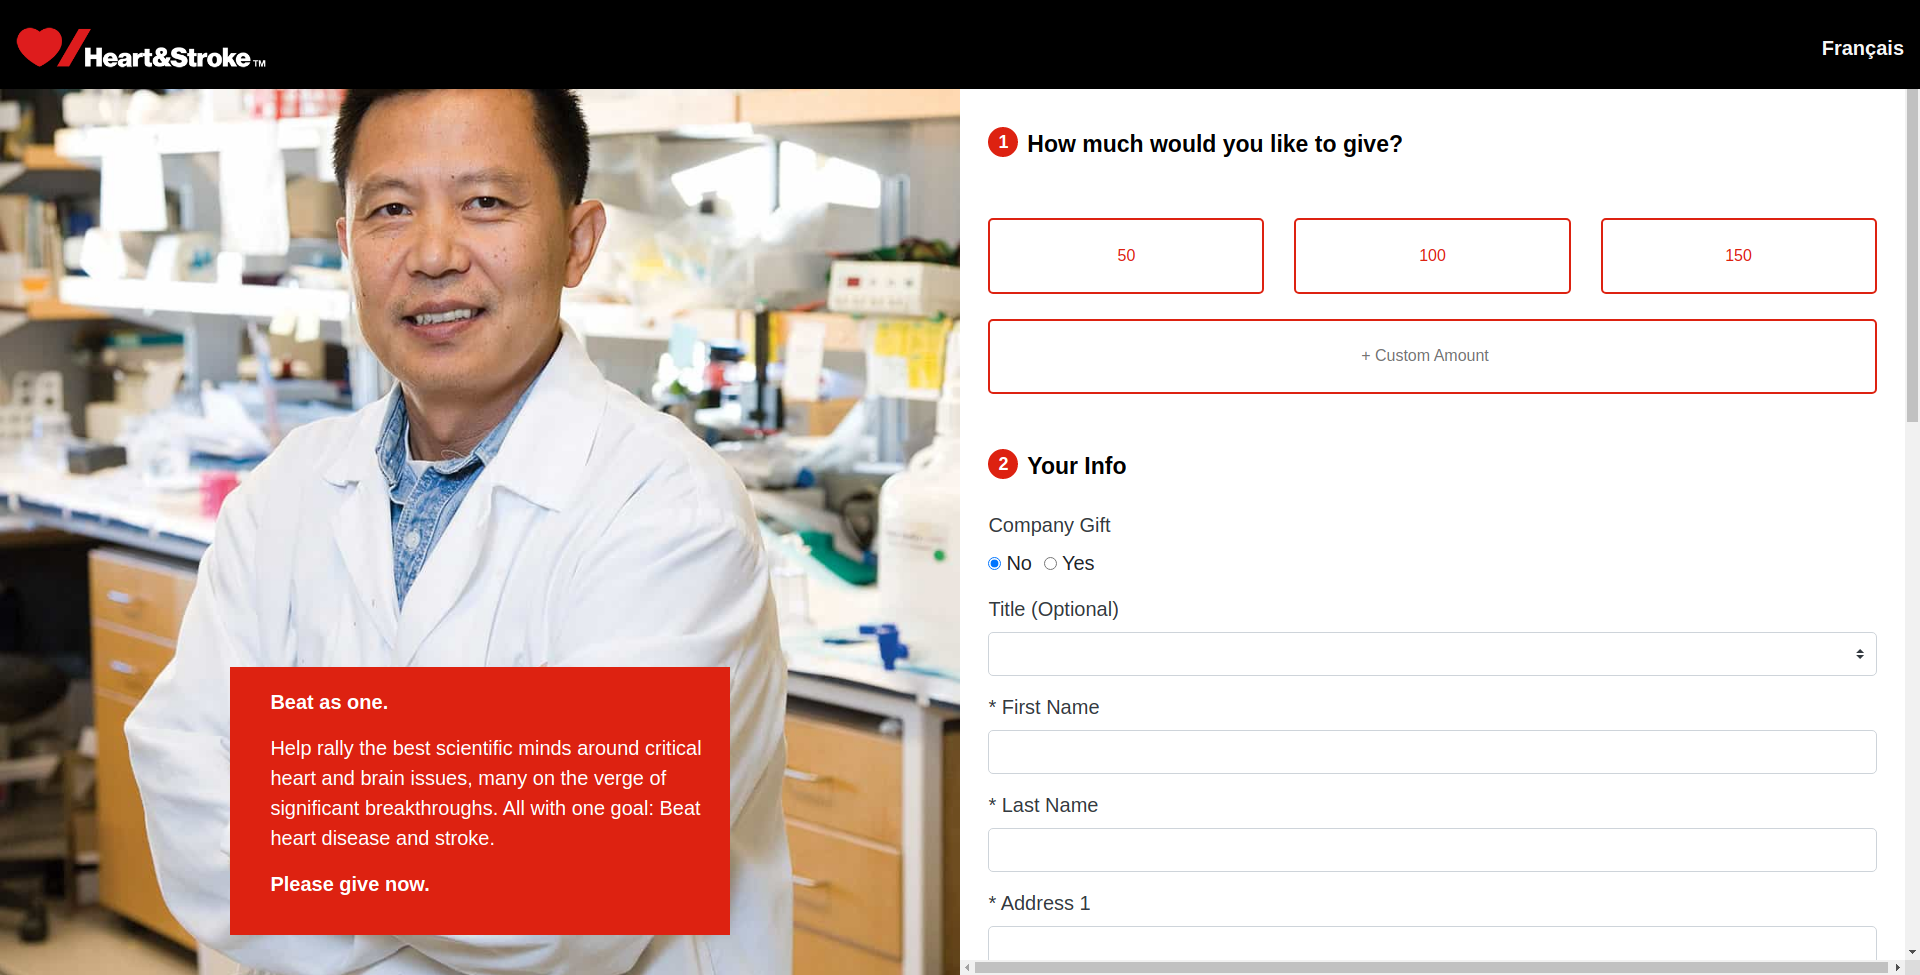 Heart&Stroke™
Français
1 How much would you like to give?
50
100
150
+ Custom Amount
2 Your Info
Company Gift
No Yes
Title (Optional)
* First Name
* Last Name
* Address 1
Beat as one.
Help rally the best scientific minds around critical
heart and brain issues, many on the verge of
significant breakthroughs. All with one goal: Beat
heart disease and stroke.
Please give now.